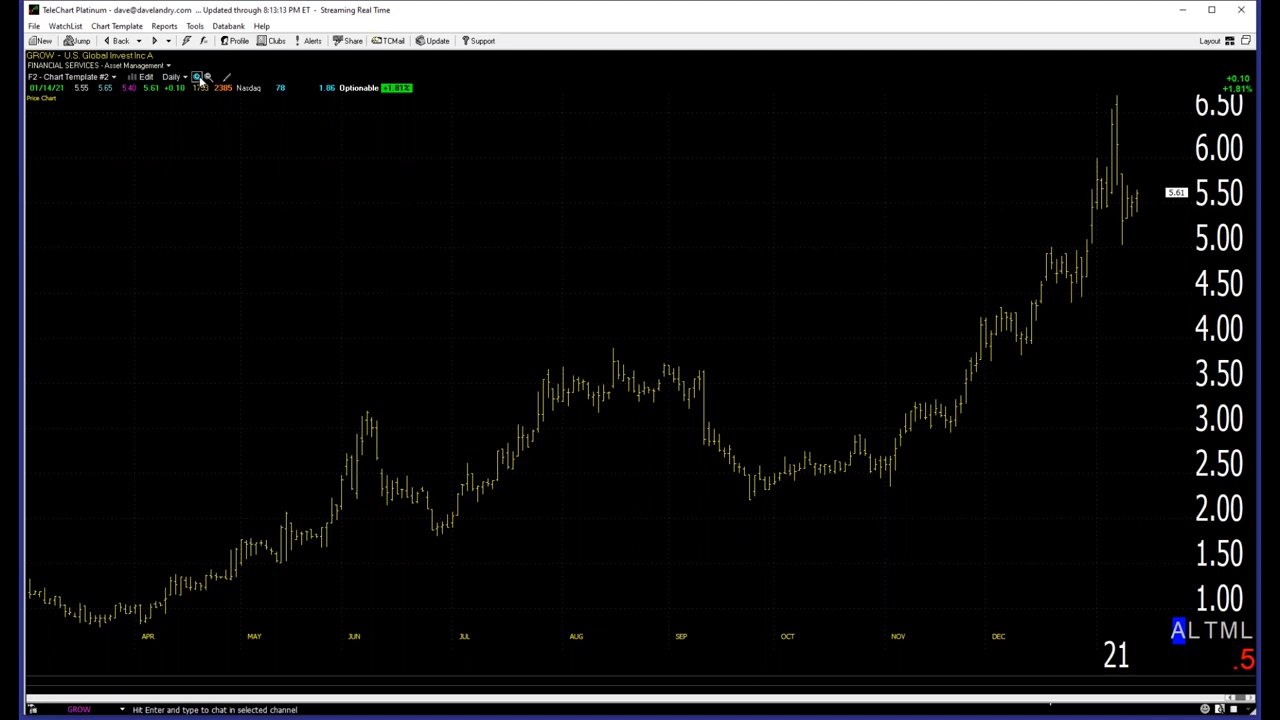 TeleChart Platinum - dave@davelandry.com ... Updated through 8:13:13 PM ET - Streaming Real Time
File WatchList Chart Template Reports Tools Databank Help
New Jump Back Profile Clubs Alerts Share TCMail Update Support Layout
GROW - U.S. Global Invest Inc A
FINANCIAL SERVICES - Asset Management
F2 - Chart Template #2 Edit Daily
+0.10
01/14/21 5.55 5.65 5.40 5.61 +0.10 2385 Nasdaq 78 1.86 Optionable +1.81% +1.81%
Price Chart
6.50
6.00
5.61 5.50
5.00
4.50
4.00
3.50
3.00
2.50
2.00
1.50
1.00
ALTML
APR MAY JUN JUL AUG SEP OCT NOV DEC
21 .5
GROW Hit Enter and type to chat in selected channel